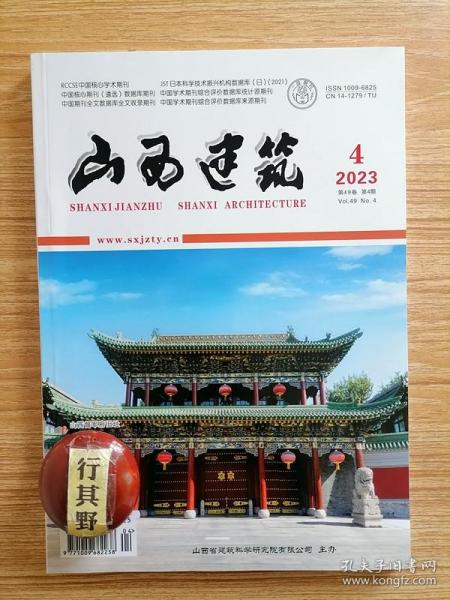 RCCSE中国核心学术期刊 JST日本科学技术振兴机构数据库(日)(2021)
中国核心期刊(遴选)数据库期刊 中国学术期刊综合评价数据库统计源期刊
中国期刊全文数据库全文收录期刊 中国学术期刊综合评价数据库来源期刊
ISSN 1009-6825
CN 14-1279/TU
山西建筑
SHANXI JIANZHU SHANXI ARCHITECTURE
4
2023
第49卷 第4期
Vol.49 No.4
www.sxjzty.cn
行其野
04
9 771009 682258
山西省建筑科学研究院有限公司 主办
孔夫子旧书网
kongfz.com